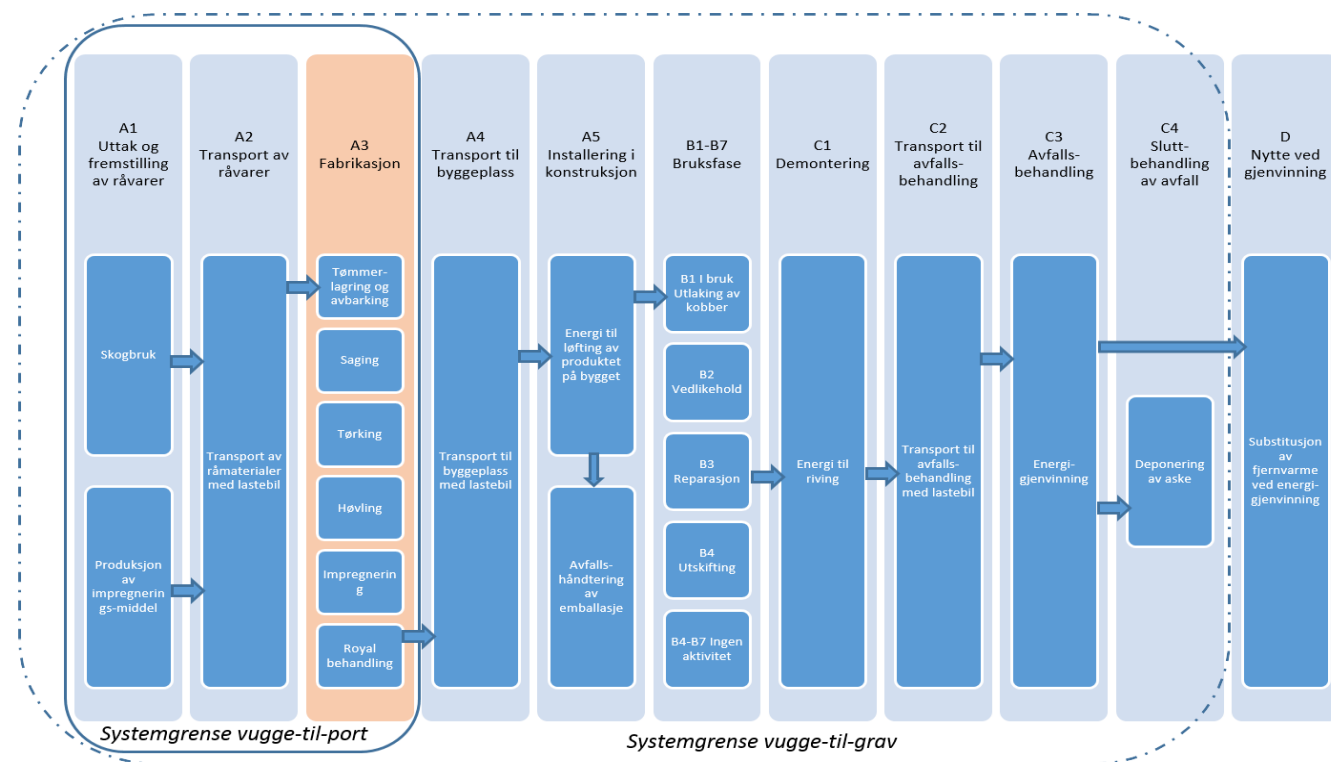 A1
Uttak og
fremstilling
av råvarer
A2
Transport av
råvarer
A3
Fabrikasjon
A4
Transport til
byggeplass
A5
Installering i
konstruksjon
B1-B7
Bruksfase
C1
Demontering
C2
Transport til
avfalls-
behandling
C3
Avfalls-
behandling
C4
Slutt-
behandling
av avfall
D
Nytte ved
gjenvinning
Skogbruk
Produksjon
av
impregnerin
gs-middel
Transport av
råmaterialer
med lastebil
Tømmer-
lagring og
avbarking
Saging
Tørking
Høvling
Impregnerin
g
Royal
behandling
Transport til
byggeplass
med lastebil
Energi til
løfting av
produktet
på bygget
Avfalls-
håndtering
av
emballasje
B1 I bruk
Utlaking av
kobber
B2
Vedlikehold
B3
Reparasjon
B4
Utskifting
B4-B7 Ingen
aktivitet
Energi til
riving
Transport til
avfalls-
behandling
med lastebil
Energi-
gjenvinning
Deponering
av aske
Substitusjon
av
fjernvarme
ved energi-
gjenvinning
Systemgrense vugge-til-port
Systemgrense vugge-til-grav